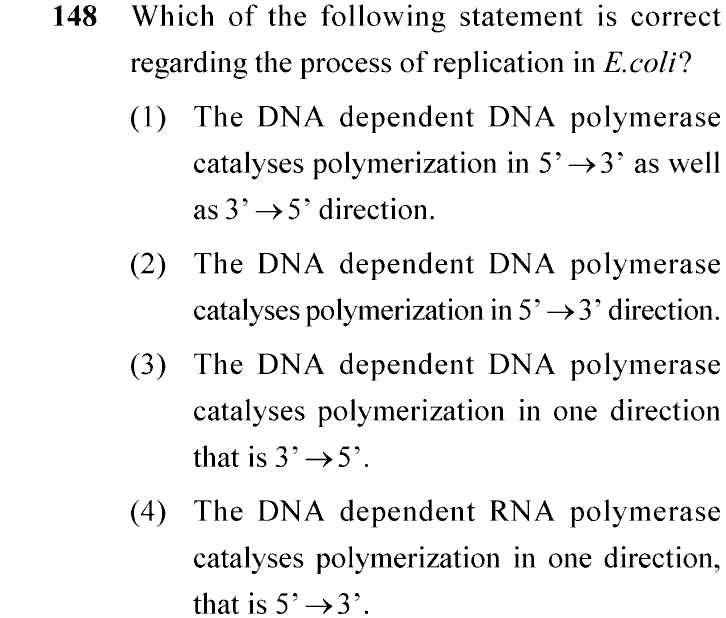 148 Which of the following statement is correct
regarding the process of replication in E.coli?
(1) The DNA dependent DNA polymerase
catalyses polymerization in 5’ → 3’ as well
as 3’ → 5’ direction.
(2) The DNA dependent DNA polymerase
catalyses polymerization in 5’ → 3’ direction.
(3) The DNA dependent DNA polymerase
catalyses polymerization in one direction
that is 3’ → 5’.
(4) The DNA dependent RNA polymerase
catalyses polymerization in one direction,
that is 5’ → 3’.